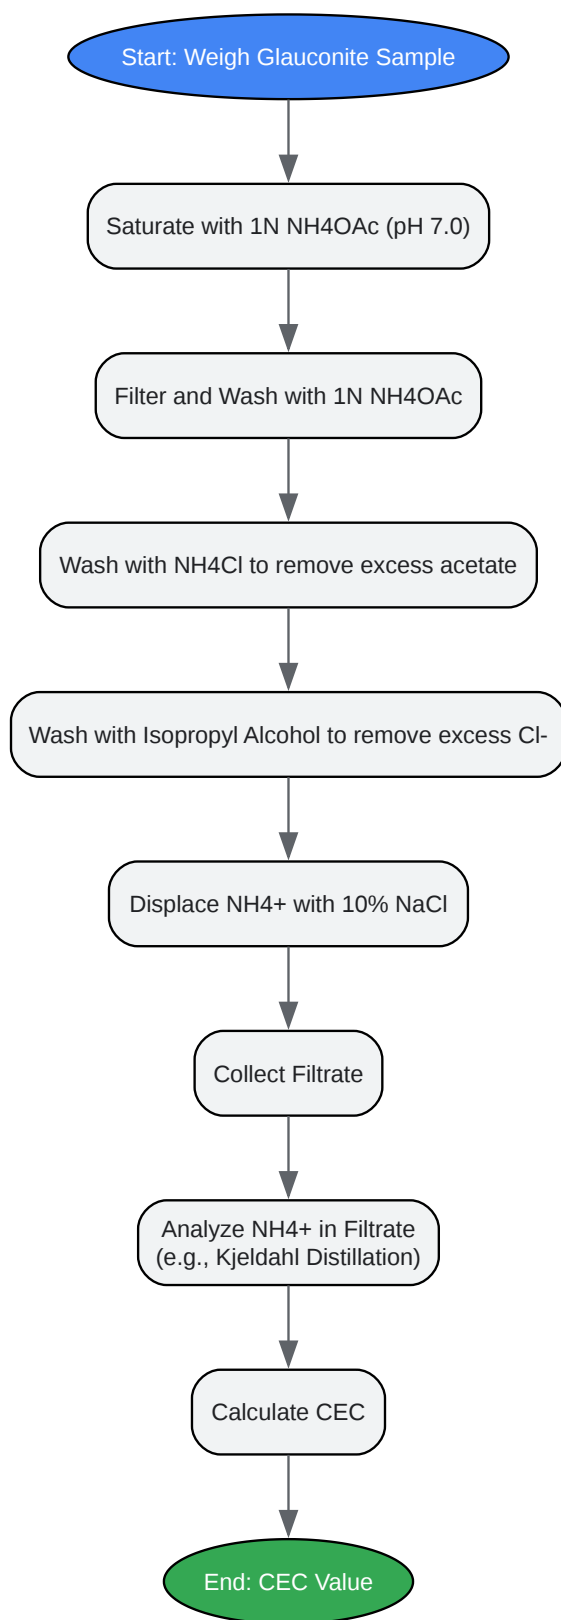 Start: Weigh Glauconite Sample
Saturate with 1N NH4OAc (pH 7.0)
Filter and Wash with 1N NH4OAc
Wash with NH4Cl to remove excess acetate
Wash with Isopropyl Alcohol to remove excess Cl-
Displace NH4+ with 10% NaCl
Collect Filtrate
Analyze NH4+ in Filtrate
(e.g., Kjeldahl Distillation)
Calculate CEC
End: CEC Value